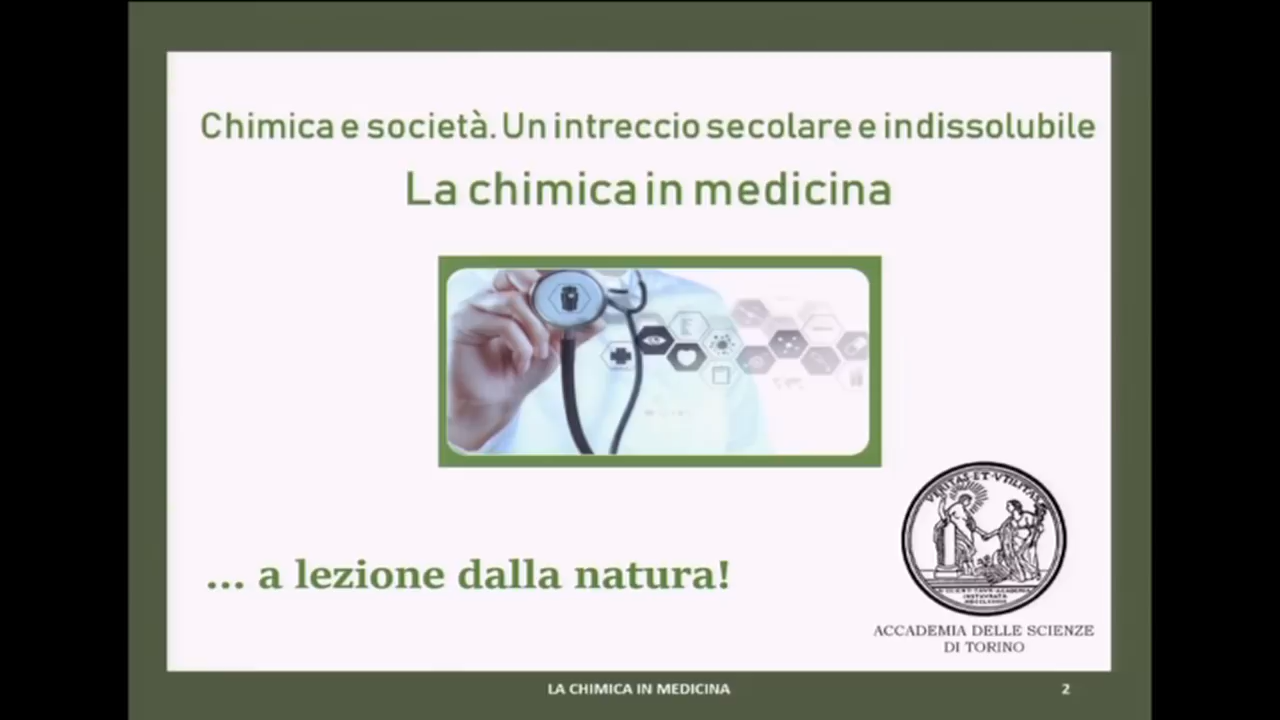 Chimica e società. Un intreccio secolare e indissolubile
La chimica in medicina
... a lezione dalla natura!
VERITAS·ET·VTILITAS
ACCADEMIA DELLE SCIENZE
DI TORINO
LA CHIMICA IN MEDICINA
2